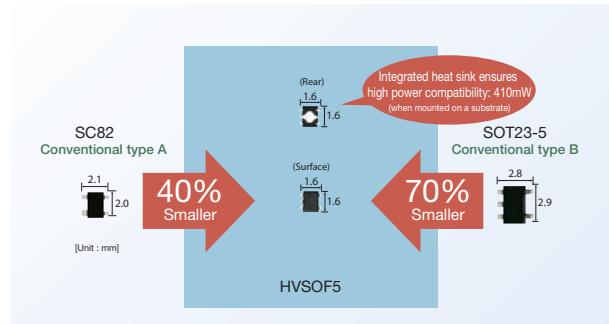 SC82
Conventional type A
2.1
2.0
[Unit : mm]
40%
Smaller
(Rear)
1.6
1.6
Integrated heat sink ensures
high power compatibility: 410mW
(when mounted on a substrate)
(Surface)
1.6
1.6
HVSOF5
70%
Smaller
SOT23-5
Conventional type B
2.8
2.9